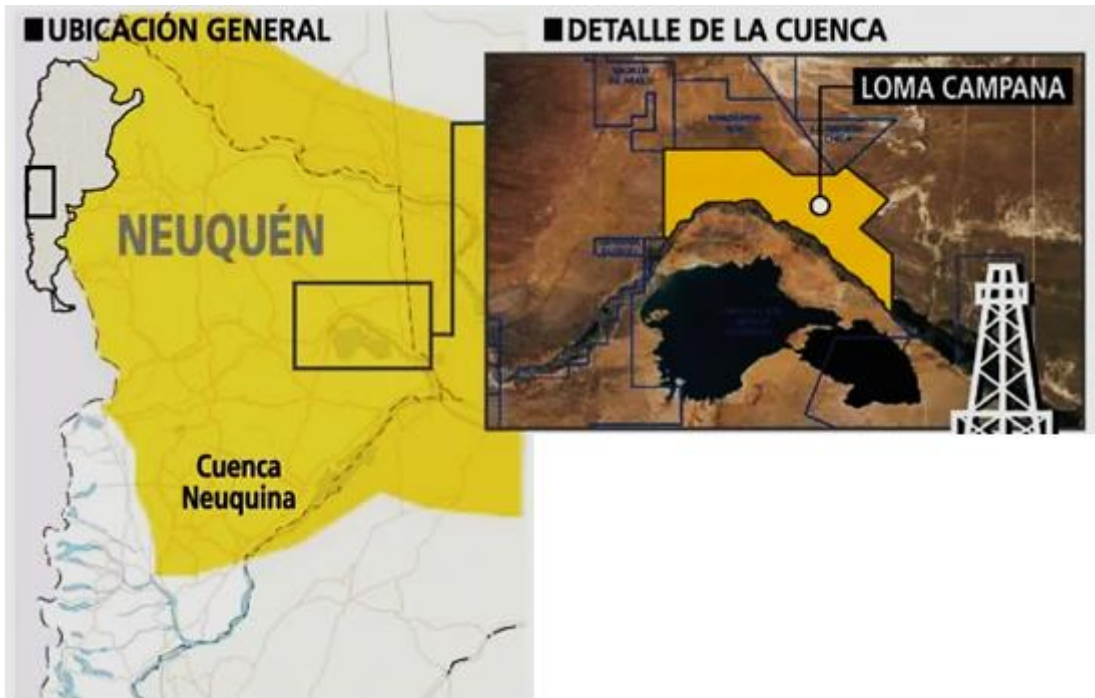 UBICACIÓN GENERAL
NEUQUÉN
Cuenca
Neuquina
DETALLE DE LA CUENCA
LOMA CAMPANA